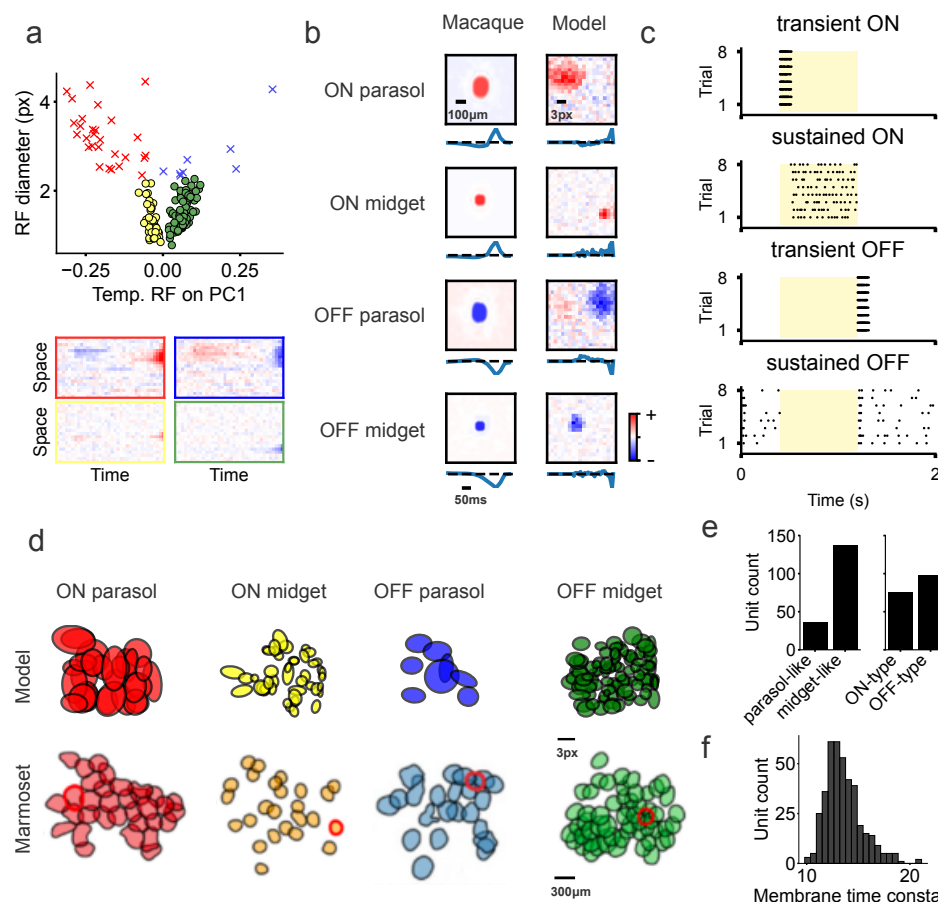 a
RF diameter (px)
4
2
−0.25
0.00
0.25
Temp. RF on PC1
Space
Space
Time
Time
b
Macaque
Model
ON parasol
100µm
3px
ON midget
OFF parasol
OFF midget
+
-
50ms
c
transient ON
Trial
8
1
sustained ON
Trial
8
1
transient OFF
Trial
8
1
sustained OFF
Trial
8
1
0
2
Time (s)
d
ON parasol
ON midget
OFF parasol
OFF midget
Model
3px
Marmoset
300µm
e
Unit count
150
100
50
0
parasol-like
midget-like
ON-type
OFF-type
f
Unit count
50
25
0
10
20
Membrane time consta